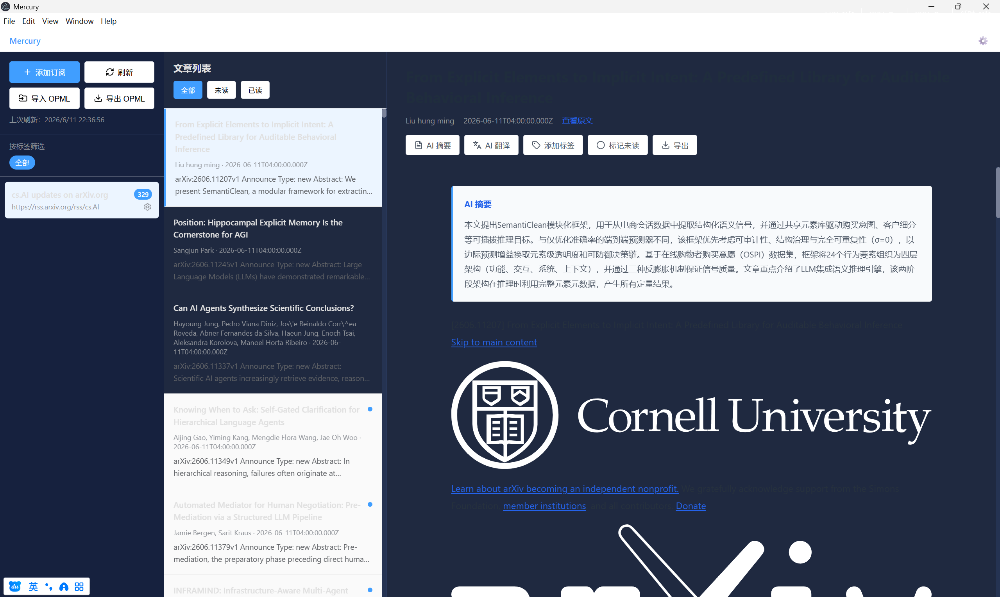 Mercury
File Edit View Window Help
Mercury
添加订阅
刷新
导入 OPML
导出 OPML
上次刷新：2026/6/11 22:36:56
按标签筛选
全部
cs.AI updates on arXiv.org
329
https://rss.arxiv.org/rss/cs.AI
文章列表
全部
未读
已读
From Explicit Elements to Implicit Intent: A
Predefined Library for Auditable Behavioral
Inference
Liu hung ming · 2026-06-11T04:00:00.000Z
arXiv:2606.11207v1 Announce Type: new Abstract: We
present SemantiClean, a modular framework for extractin...
Position: Hippocampal Explicit Memory Is the
Cornerstone for AGI
Sangjun Park · 2026-06-11T04:00:00.000Z
arXiv:2606.11245v1 Announce Type: new Abstract: Large
Language Models (LLMs) have demonstrated remarkable...
Can AI Agents Synthesize Scientific Conclusions?
Hayoung Jung, Pedro Viana Diniz, Jos\'e Reinaldo Corr\^ea
Roveda, Abner Fernandes da Silva, Haeun Jung, Enoch Tsai,
Aleksandra Korolova, Manoel Horta Ribeiro · 2026-06-
11T04:00:00.000Z
arXiv:2606.11337v1 Announce Type: new Abstract:
Scientific AI agents increasingly retrieve evidence, reason...
Knowing When to Ask: Self-Gated Clarification for
Hierarchical Language Agents
Aijing Gao, Yiming Kang, Mengdie Flora Wang, Jae Oh Woo ·
2026-06-11T04:00:00.000Z
arXiv:2606.11349v1 Announce Type: new Abstract: In
hierarchical reasoning, failures often originate at...
Automated Mediator for Human Negotiation: Pre-
Mediation via a Structured LLM Pipeline
Jamie Bergen, Sarit Kraus · 2026-06-11T04:00:00.000Z
arXiv:2606.11379v1 Announce Type: new Abstract: Pre-
mediation, the preparatory phase preceding direct huma...
INFRAMIND: Infrastructure-Aware Multi-Agent
From Explicit Elements to Implicit Intent: A Predefined Library for Auditable
Behavioral Inference
Liu hung ming 2026-06-11T04:00:00.000Z 查看原文
AI 摘要
AI 翻译
添加标签
标记未读
导出
AI 摘要
本文提出SemantiClean模块化框架，用于从电商会话数据中提取结构化语义信号，并通过共享元素库驱动购买意图、客户细分
等可插拔推理目标。与仅优化准确率的端到端预测器不同，该框架优先考虑可审计性、结构治理与完全可重复性（σ=0），以
边际预测增益换取元素级透明度和可防御决策链。基于在线购物者购买意愿（OSPI）数据集，框架将24个行为要素组织为四层
架构（功能、交互、系统、上下文），并通过三种反膨胀机制保证信号质量。文章重点介绍了LLM集成语义推理引擎，该两阶
段架构在推理时利用完整元素元数据，产生所有定量结果。
[2606.11207] From Explicit Elements to Implicit Intent: A Predefined Library for Auditable Behavioral Inference
Skip to main content
Cornell University
Learn about arXiv becoming an independent nonprofit. We gratefully acknowledge support from the Simons
Foundation, member institutions, and all contributors. Donate
du 英